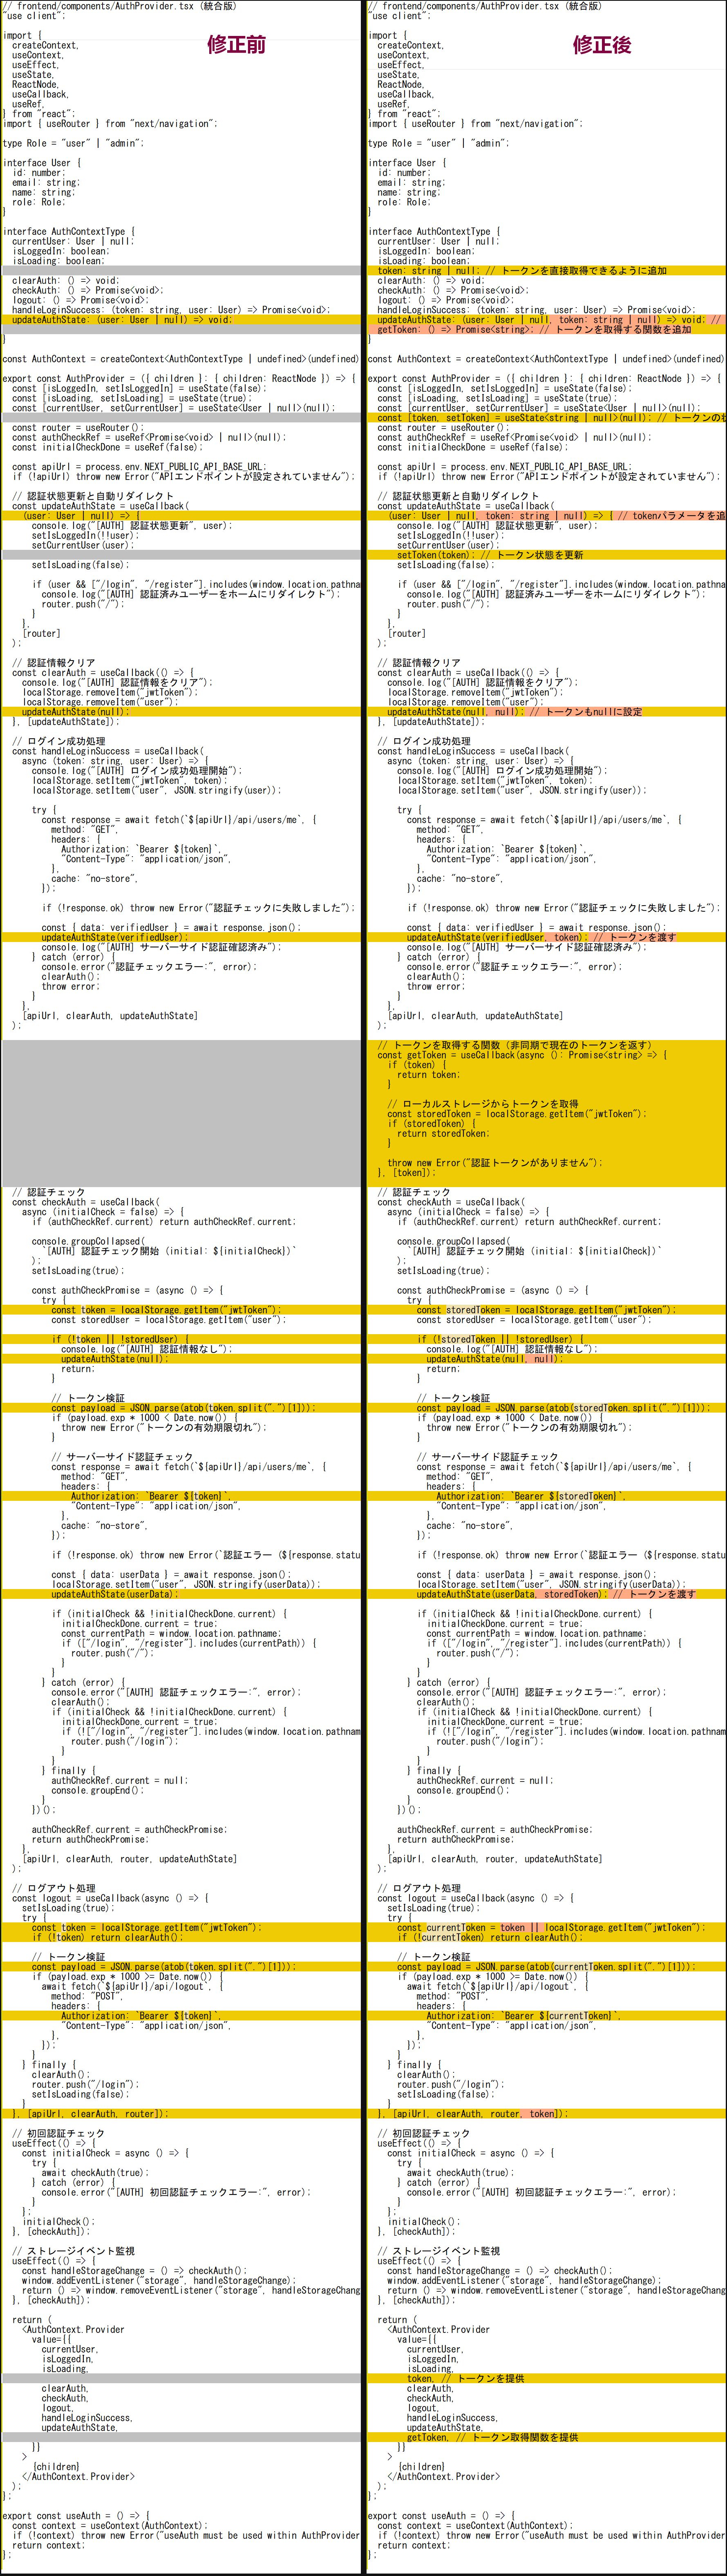 修正前
// frontend/components/AuthProvider.tsx (統合版)
"use client";
import {
createContext,
useContext,
useEffect,
useState,
ReactNode,
useCallback,
useRef,
} from "react";
import { useRouter } from "next/navigation";
type Role = "user" | "admin";
interface User {
id: number;
email: string;
name: string;
role: Role;
}
interface AuthContextType {
currentUser: User | null;
isLoggedIn: boolean;
isLoading: boolean;
clearAuth: () => void;
checkAuth: () => Promise<void>;
logout: () => Promise<void>;
handleLoginSuccess: (token: string, user: User) => Promise<void>;
updateAuthState: (user: User | null) => void;
}
const AuthContext = createContext<AuthContextType | undefined>(undefined)
export const AuthProvider = ({ children }: { children: ReactNode }) => {
const [isLoggedIn, setIsLoggedIn] = useState(false);
const [isLoading, setIsLoading] = useState(true);
const [currentUser, setCurrentUser] = useState<User | null>(null);
const router = useRouter();
const authCheckRef = useRef<Promise<void> | null>(null);
const initialCheckDone = useRef(false);
const apiUrl = process.env.NEXT_PUBLIC_API_BASE_URL;
if (!apiUrl) throw new Error("APIエンドポイントが設定されていません");
// 認証状態更新と自動リダイレクト
const updateAuthState = useCallback(
(user: User | null) => {
console.log("[AUTH] 認証状態更新", user);
setIsLoggedIn(!!user);
setCurrentUser(user);
setIsLoading(false);
if (user && ["/login", "/register"].includes(window.location.pathna
console.log("[AUTH] 認証済みユーザーをホームにリダイレクト");
router.push("/");
}
},
[router]
);
// 認証情報クリア
const clearAuth = useCallback(() => {
console.log("[AUTH] 認証情報をクリア");
localStorage.removeItem("jwtToken");
localStorage.removeItem("user");
updateAuthState(null);
}, [updateAuthState]);
// ログイン成功処理
const handleLoginSuccess = useCallback(
async (token: string, user: User) => {
console.log("[AUTH] ログイン成功処理開始");
localStorage.setItem("jwtToken", token);
localStorage.setItem("user", JSON.stringify(user));
try {
const response = await fetch(`${apiUrl}/api/users/me`, {
method: "GET",
headers: {
Authorization: `Bearer ${token}`,
"Content-Type": "application/json",
},
cache: "no-store",
});
if (!response.ok) throw new Error("認証チェックに失敗しました");
const { data: verifiedUser } = await response.json();
updateAuthState(verifiedUser);
console.log("[AUTH] サーバーサイド認証確認済み");
} catch (error) {
console.error("認証チェックエラー:", error);
clearAuth();
throw error;
}
},
[apiUrl, clearAuth, updateAuthState]
);
// 認証チェック
const checkAuth = useCallback(
async (initialCheck = false) => {
if (authCheckRef.current) return authCheckRef.current;
console.groupCollapsed(
`[AUTH] 認証チェック開始 (initial: ${initialCheck})`
);
setIsLoading(true);
const authCheckPromise = (async () => {
try {
const token = localStorage.getItem("jwtToken");
const storedUser = localStorage.getItem("user");
if (!token || !storedUser) {
console.log("[AUTH] 認証情報なし");
updateAuthState(null);
return;
}
// トークン検証
const payload = JSON.parse(atob(token.split(".")[1]));
if (payload.exp * 1000 < Date.now()) {
throw new Error("トークンの有効期限切れ");
}
// サーバーサイド認証チェック
const response = await fetch(`${apiUrl}/api/users/me`, {
method: "GET",
headers: {
Authorization: `Bearer ${token}`,
"Content-Type": "application/json",
},
cache: "no-store",
});
if (!response.ok) throw new Error(`認証エラー (${response.statu
const { data: userData } = await response.json();
localStorage.setItem("user", JSON.stringify(userData));
updateAuthState(userData);
if (initialCheck && !initialCheckDone.current) {
initialCheckDone.current = true;
const currentPath = window.location.pathname;
if (["/login", "/register"].includes(currentPath)) {
router.push("/");
}
}
} catch (error) {
console.error("[AUTH] 認証チェックエラー:", error);
clearAuth();
if (initialCheck && !initialCheckDone.current) {
initialCheckDone.current = true;
if (!["/login", "/register"].includes(window.location.pathnam
router.push("/login");
}
}
} finally {
authCheckRef.current = null;
console.groupEnd();
}
})();
authCheckRef.current = authCheckPromise;
return authCheckPromise;
},
[apiUrl, clearAuth, router, updateAuthState]
);
// ログアウト処理
const logout = useCallback(async () => {
setIsLoading(true);
try {
const token = localStorage.getItem("jwtToken");
if (!token) return clearAuth();
// トークン検証
const payload = JSON.parse(atob(token.split(".")[1]));
if (payload.exp * 1000 >= Date.now()) {
await fetch(`${apiUrl}/api/logout`, {
method: "POST",
headers: {
Authorization: `Bearer ${token}`,
"Content-Type": "application/json",
},
});
}
} finally {
clearAuth();
router.push("/login");
setIsLoading(false);
}
}, [apiUrl, clearAuth, router]);
// 初回認証チェック
useEffect(() => {
const initialCheck = async () => {
try {
await checkAuth(true);
} catch (error) {
console.error("[AUTH] 初回認証チェックエラー:", error);
}
};
initialCheck();
}, [checkAuth]);
// ストレージイベント監視
useEffect(() => {
const handleStorageChange = () => checkAuth();
window.addEventListener("storage", handleStorageChange);
return () => window.removeEventListener("storage", handleStorageChang
}, [checkAuth]);
return (
<AuthContext.Provider
value={{
currentUser,
isLoggedIn,
isLoading,
clearAuth,
checkAuth,
logout,
handleLoginSuccess,
updateAuthState,
}}
>
{children}
</AuthContext.Provider>
);
};
export const useAuth = () => {
const context = useContext(AuthContext);
if (!context) throw new Error("useAuth must be used within AuthProvider
return context;
};
修正後
// frontend/components/AuthProvider.tsx (統合版)
"use client";
import {
createContext,
useContext,
useEffect,
useState,
ReactNode,
useCallback,
useRef,
} from "react";
import { useRouter } from "next/navigation";
type Role = "user" | "admin";
interface User {
id: number;
email: string;
name: string;
role: Role;
}
interface AuthContextType {
currentUser: User | null;
isLoggedIn: boolean;
isLoading: boolean;
token: string | null; // トークンを直接取得できるように追加
clearAuth: () => void;
checkAuth: () => Promise<void>;
logout: () => Promise<void>;
handleLoginSuccess: (token: string, user: User) => Promise<void>;
updateAuthState: (user: User | null, token: string | null) => void; //
getToken: () => Promise<string>; // トークンを取得する関数を追加
}
const AuthContext = createContext<AuthContextType | undefined>(undefined)
export const AuthProvider = ({ children }: { children: ReactNode }) => {
const [isLoggedIn, setIsLoggedIn] = useState(false);
const [isLoading, setIsLoading] = useState(true);
const [currentUser, setCurrentUser] = useState<User | null>(null);
const [token, setToken] = useState<string | null>(null); // トークンの
const router = useRouter();
const authCheckRef = useRef<Promise<void> | null>(null);
const initialCheckDone = useRef(false);
const apiUrl = process.env.NEXT_PUBLIC_API_BASE_URL;
if (!apiUrl) throw new Error("APIエンドポイントが設定されていません");
// 認証状態更新と自動リダイレクト
const updateAuthState = useCallback(
(user: User | null, token: string | null) => { // tokenパラメータを追
console.log("[AUTH] 認証状態更新", user);
setIsLoggedIn(!!user);
setCurrentUser(user);
setToken(token); // トークン状態を更新
setIsLoading(false);
if (user && ["/login", "/register"].includes(window.location.pathna
console.log("[AUTH] 認証済みユーザーをホームにリダイレクト");
router.push("/");
}
},
[router]
);
// 認証情報クリア
const clearAuth = useCallback(() => {
console.log("[AUTH] 認証情報をクリア");
localStorage.removeItem("jwtToken");
localStorage.removeItem("user");
updateAuthState(null, null); // トークンもnullに設定
}, [updateAuthState]);
// ログイン成功処理
const handleLoginSuccess = useCallback(
async (token: string, user: User) => {
console.log("[AUTH] ログイン成功処理開始");
localStorage.setItem("jwtToken", token);
localStorage.setItem("user", JSON.stringify(user));
try {
const response = await fetch(`${apiUrl}/api/users/me`, {
method: "GET",
headers: {
Authorization: `Bearer ${token}`,
"Content-Type": "application/json",
},
cache: "no-store",
});
if (!response.ok) throw new Error("認証チェックに失敗しました");
const { data: verifiedUser } = await response.json();
updateAuthState(verifiedUser, token); // トークンを渡す
console.log("[AUTH] サーバーサイド認証確認済み");
} catch (error) {
console.error("認証チェックエラー:", error);
clearAuth();
throw error;
}
},
[apiUrl, clearAuth, updateAuthState]
);
// トークンを取得する関数（非同期で現在のトークンを返す）
const getToken = useCallback(async (): Promise<string> => {
if (token) {
return token;
}
// ローカルストレージからトークンを取得
const storedToken = localStorage.getItem("jwtToken");
if (storedToken) {
return storedToken;
}
throw new Error("認証トークンがありません");
}, [token]);
// 認証チェック
const checkAuth = useCallback(
async (initialCheck = false) => {
if (authCheckRef.current) return authCheckRef.current;
console.groupCollapsed(
`[AUTH] 認証チェック開始 (initial: ${initialCheck})`
);
setIsLoading(true);
const authCheckPromise = (async () => {
try {
const storedToken = localStorage.getItem("jwtToken");
const storedUser = localStorage.getItem("user");
if (!storedToken || !storedUser) {
console.log("[AUTH] 認証情報なし");
updateAuthState(null, null);
return;
}
// トークン検証
const payload = JSON.parse(atob(storedToken.split(".")[1]));
if (payload.exp * 1000 < Date.now()) {
throw new Error("トークンの有効期限切れ");
}
// サーバーサイド認証チェック
const response = await fetch(`${apiUrl}/api/users/me`, {
method: "GET",
headers: {
Authorization: `Bearer ${storedToken}`,
"Content-Type": "application/json",
},
cache: "no-store",
});
if (!response.ok) throw new Error(`認証エラー (${response.statu
const { data: userData } = await response.json();
localStorage.setItem("user", JSON.stringify(userData));
updateAuthState(userData, storedToken); // トークンを渡す
if (initialCheck && !initialCheckDone.current) {
initialCheckDone.current = true;
const currentPath = window.location.pathname;
if (["/login", "/register"].includes(currentPath)) {
router.push("/");
}
}
} catch (error) {
console.error("[AUTH] 認証チェックエラー:", error);
clearAuth();
if (initialCheck && !initialCheckDone.current) {
initialCheckDone.current = true;
if (!["/login", "/register"].includes(window.location.pathnam
router.push("/login");
}
}
} finally {
authCheckRef.current = null;
console.groupEnd();
}
})();
authCheckRef.current = authCheckPromise;
return authCheckPromise;
},
[apiUrl, clearAuth, router, updateAuthState]
);
// ログアウト処理
const logout = useCallback(async () => {
setIsLoading(true);
try {
const currentToken = token || localStorage.getItem("jwtToken");
if (!currentToken) return clearAuth();
// トークン検証
const payload = JSON.parse(atob(currentToken.split(".")[1]));
if (payload.exp * 1000 >= Date.now()) {
await fetch(`${apiUrl}/api/logout`, {
method: "POST",
headers: {
Authorization: `Bearer ${currentToken}`,
"Content-Type": "application/json",
},
});
}
} finally {
clearAuth();
router.push("/login");
setIsLoading(false);
}
}, [apiUrl, clearAuth, router, token]);
// 初回認証チェック
useEffect(() => {
const initialCheck = async () => {
try {
await checkAuth(true);
} catch (error) {
console.error("[AUTH] 初回認証チェックエラー:", error);
}
};
initialCheck();
}, [checkAuth]);
// ストレージイベント監視
useEffect(() => {
const handleStorageChange = () => checkAuth();
window.addEventListener("storage", handleStorageChange);
return () => window.removeEventListener("storage", handleStorageChang
}, [checkAuth]);
return (
<AuthContext.Provider
value={{
currentUser,
isLoggedIn,
isLoading,
token, // トークンを提供
clearAuth,
checkAuth,
logout,
handleLoginSuccess,
updateAuthState,
getToken, // トークン取得関数を提供
}}
>
{children}
</AuthContext.Provider>
);
};
export const useAuth = () => {
const context = useContext(AuthContext);
if (!context) throw new Error("useAuth must be used within AuthProvider
return context;
};